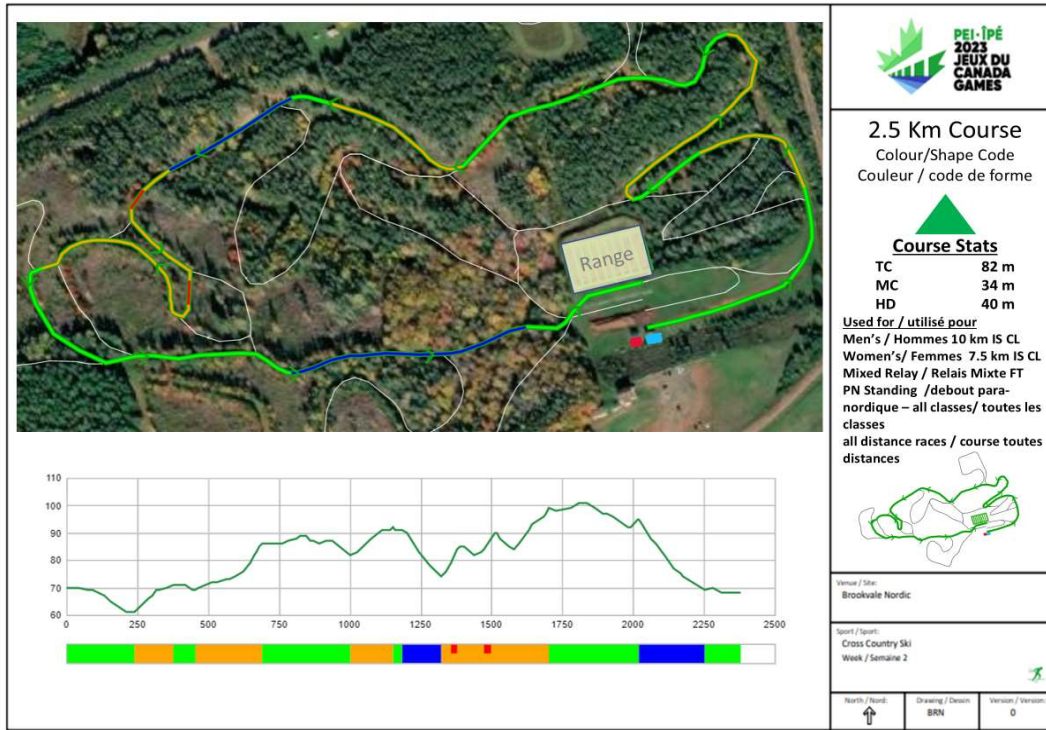 PEI·ÎPÉ
2023
JEUX DU
CANADA
GAMES
2.5 Km Course
Colour/Shape Code
Couleur / code de forme
Course Stats
TC 82 m
MC 34 m
HD 40 m
Used for / utilisé pour
Men's / Hommes 10 km IS CL
Women's/ Femmes 7.5 km IS CL
Mixed Relay / Relais Mixte FT
PN Standing /debout para-
nordique – all classes/ toutes les
classes
all distance races / course toutes
distances
Range
110
100
90
80
70
60
0 250 500 750 1000 1250 1500 1750 2000 2250 2500
Venue / Site:
Brookvale Nordic
Sport / Sport:
Cross Country Ski
Week / Semaine 2
North / Nord:
Drawing / Dessin
BRN
Version / Version:
0